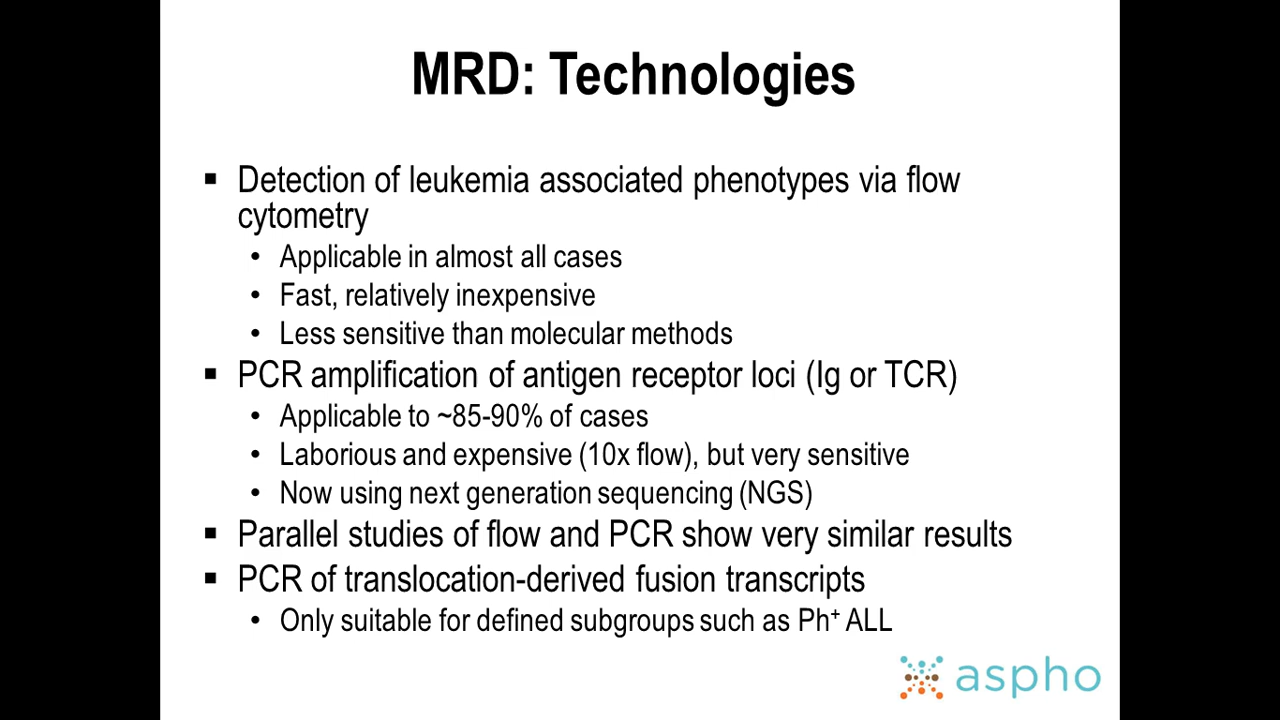 MRD: Technologies
▪ Detection of leukemia associated phenotypes via flow
cytometry
• Applicable in almost all cases
• Fast, relatively inexpensive
• Less sensitive than molecular methods
▪ PCR amplification of antigen receptor loci (Ig or TCR)
• Applicable to ~85-90% of cases
• Laborious and expensive (10x flow), but very sensitive
• Now using next generation sequencing (NGS)
▪ Parallel studies of flow and PCR show very similar results
▪ PCR of translocation-derived fusion transcripts
• Only suitable for defined subgroups such as Ph⁺ ALL
aspho